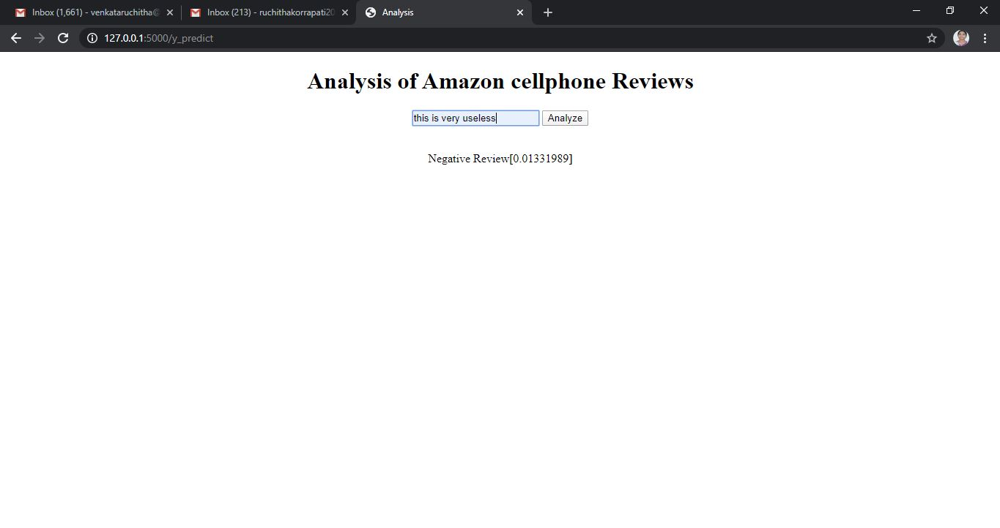 Inbox (1,661) - venkataruchitha@
Inbox (213) - ruchithakorrapati20
Analysis
127.0.0.1:5000/y_predict
Analysis of Amazon cellphone Reviews
this is very useless
Analyze
Negative Review[0.01331989]